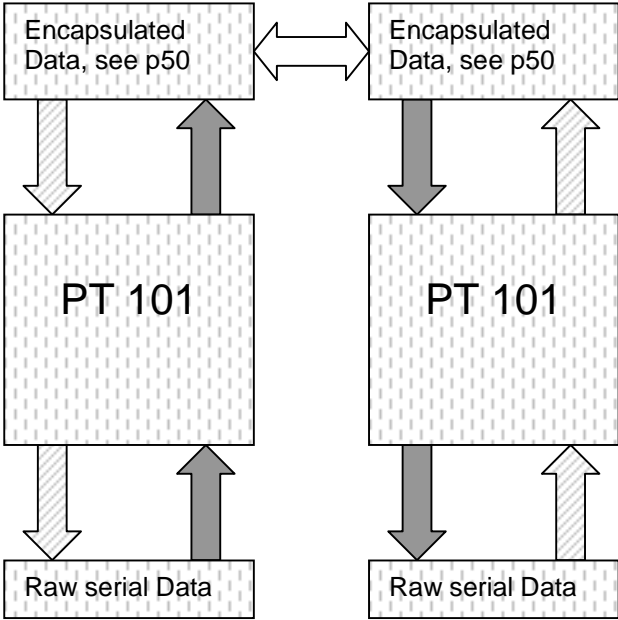 Encapsulated
Data, see p50
Encapsulated
Data, see p50
PT 101
PT 101
Raw serial Data
Raw serial Data